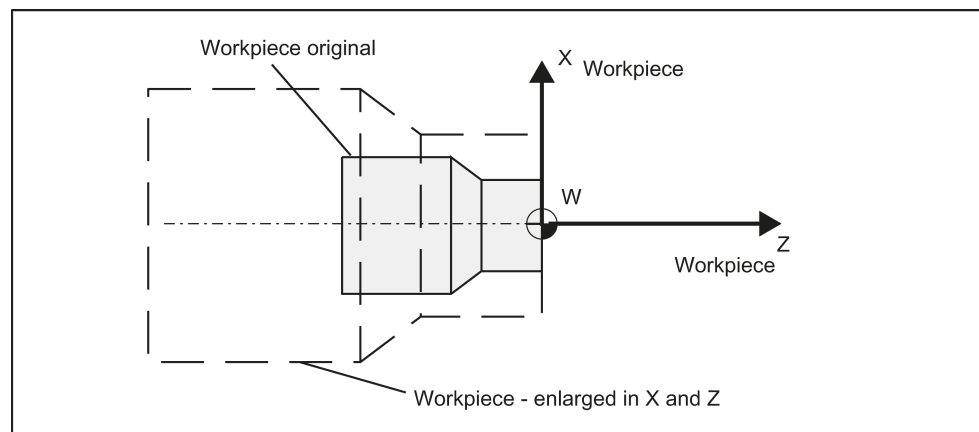 Workpiece original
X
Workpiece
W
Z
Workpiece
Workpiece - enlarged in X and Z